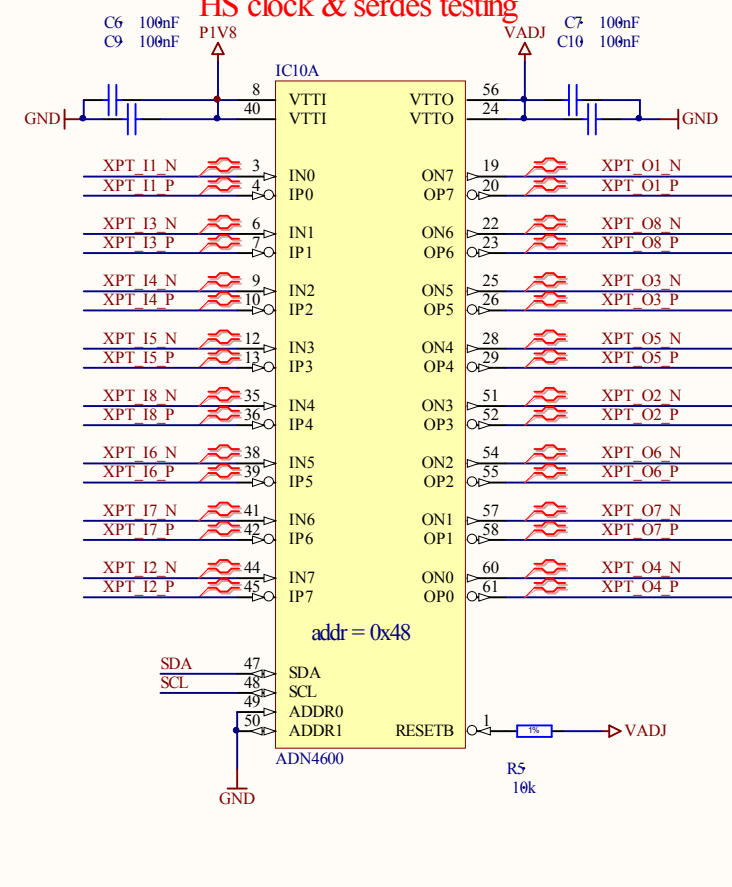 HS clock & serdes testing
C6 100nF
C9 100nF
P1V8
VADJ
C7 100nF
C10 100nF
IC10A
GND
8 VTTI
40 VTTI
VTTO 56
VTTO 24
GND
XPT_I1_N 3 IN0 ON7 19 XPT_O1_N
XPT_I1_P 4 IP0 OP7 20 XPT_O1_P
XPT_I3_N 6 IN1 ON6 22 XPT_O8_N
XPT_I3_P 7 IP1 OP6 23 XPT_O8_P
XPT_I4_N 9 IN2 ON5 25 XPT_O3_N
XPT_I4_P 10 IP2 OP5 26 XPT_O3_P
XPT_I5_N 12 IN3 ON4 28 XPT_O5_N
XPT_I5_P 13 IP3 OP4 29 XPT_O5_P
XPT_I8_N 35 IN4 ON3 51 XPT_O2_N
XPT_I8_P 36 IP4 OP3 52 XPT_O2_P
XPT_I6_N 38 IN5 ON2 54 XPT_O6_N
XPT_I6_P 39 IP5 OP2 55 XPT_O6_P
XPT_I7_N 41 IN6 ON1 57 XPT_O7_N
XPT_I7_P 42 IP6 OP1 58 XPT_O7_P
XPT_I2_N 44 IN7 ON0 60 XPT_O4_N
XPT_I2_P 45 IP7 OP0 61 XPT_O4_P
addr = 0x48
SDA 47 SDA
SCL 48 SCL
49 ADDR0
50 ADDR1 RESETB 1 1% VADJ
ADN4600
R5
10k
GND